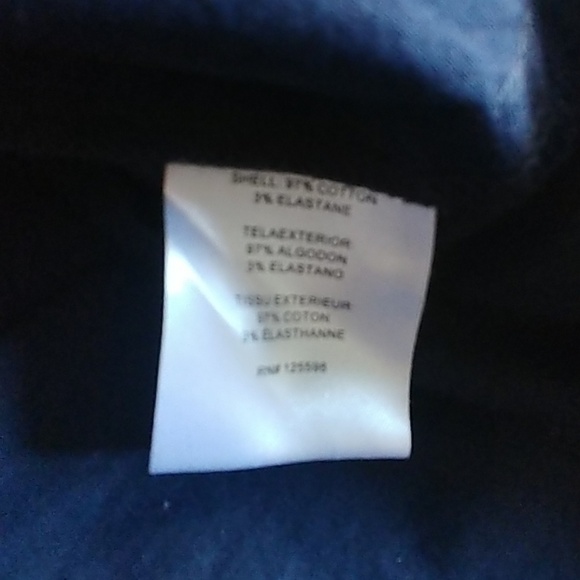 SHELL: 97% COTTON
3% ELASTANE
TELA EXTERIOR:
97% ALGODON
3% ELASTANO
TISSU EXTERIEUR:
97% COTON
3% ELASTHANNE
RN# 125596